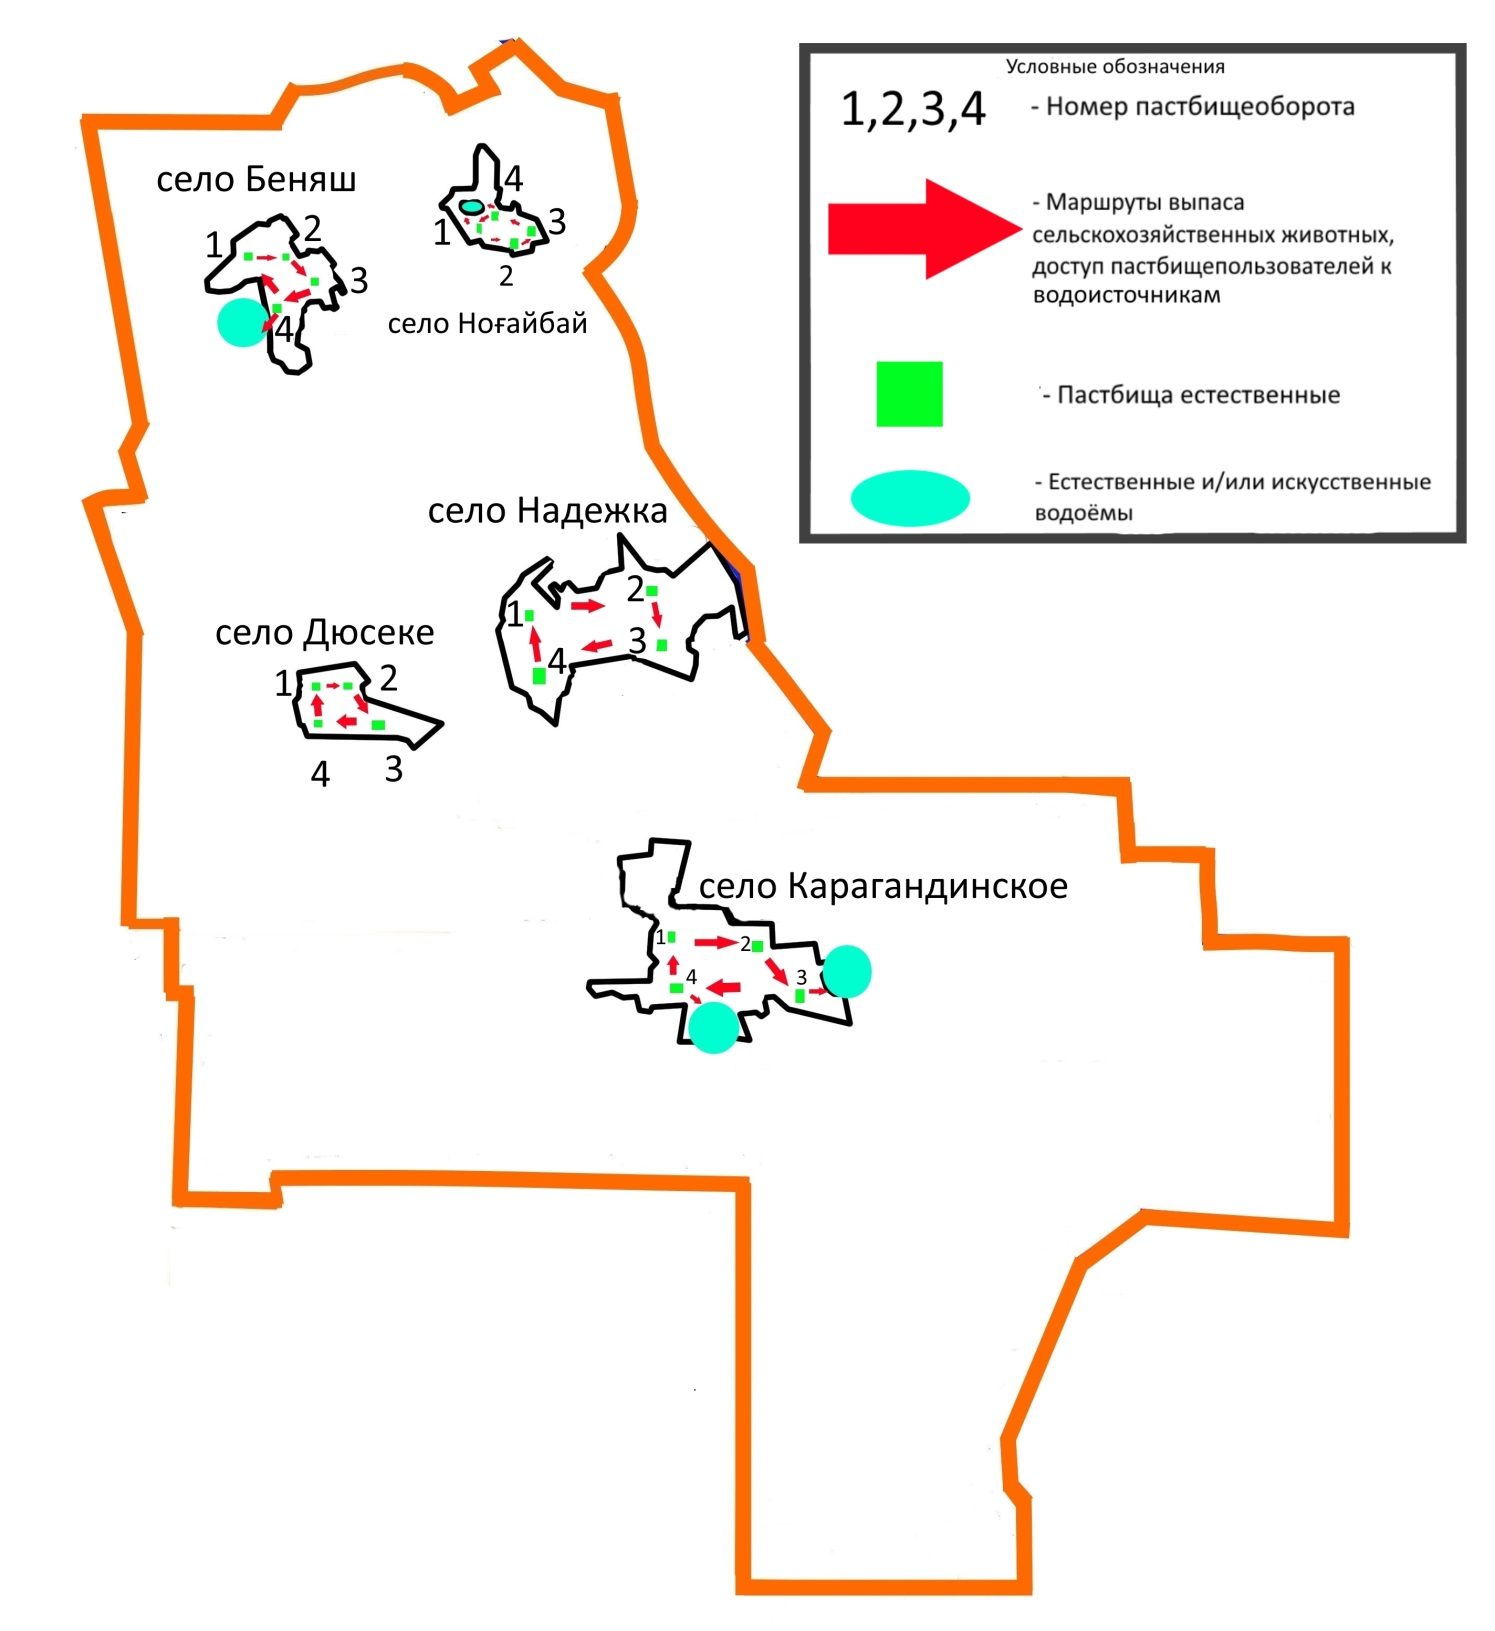 Условные обозначения
1,2,3,4 - Номер пастбищеоборота
- Маршруты выпаса
сельскохозяйственных животных,
доступ пастбищепользователей к
водоисточникам
- Пастбища естественные
- Естественные и/или искусственные
водоёмы
село Беняш
1
2
3
4
4
1
3
2
село Ноғайбай
село Надежка
1
2
3
4
село Дюсеке
1
2
4
3
село Карагандинское
1
2
4
3